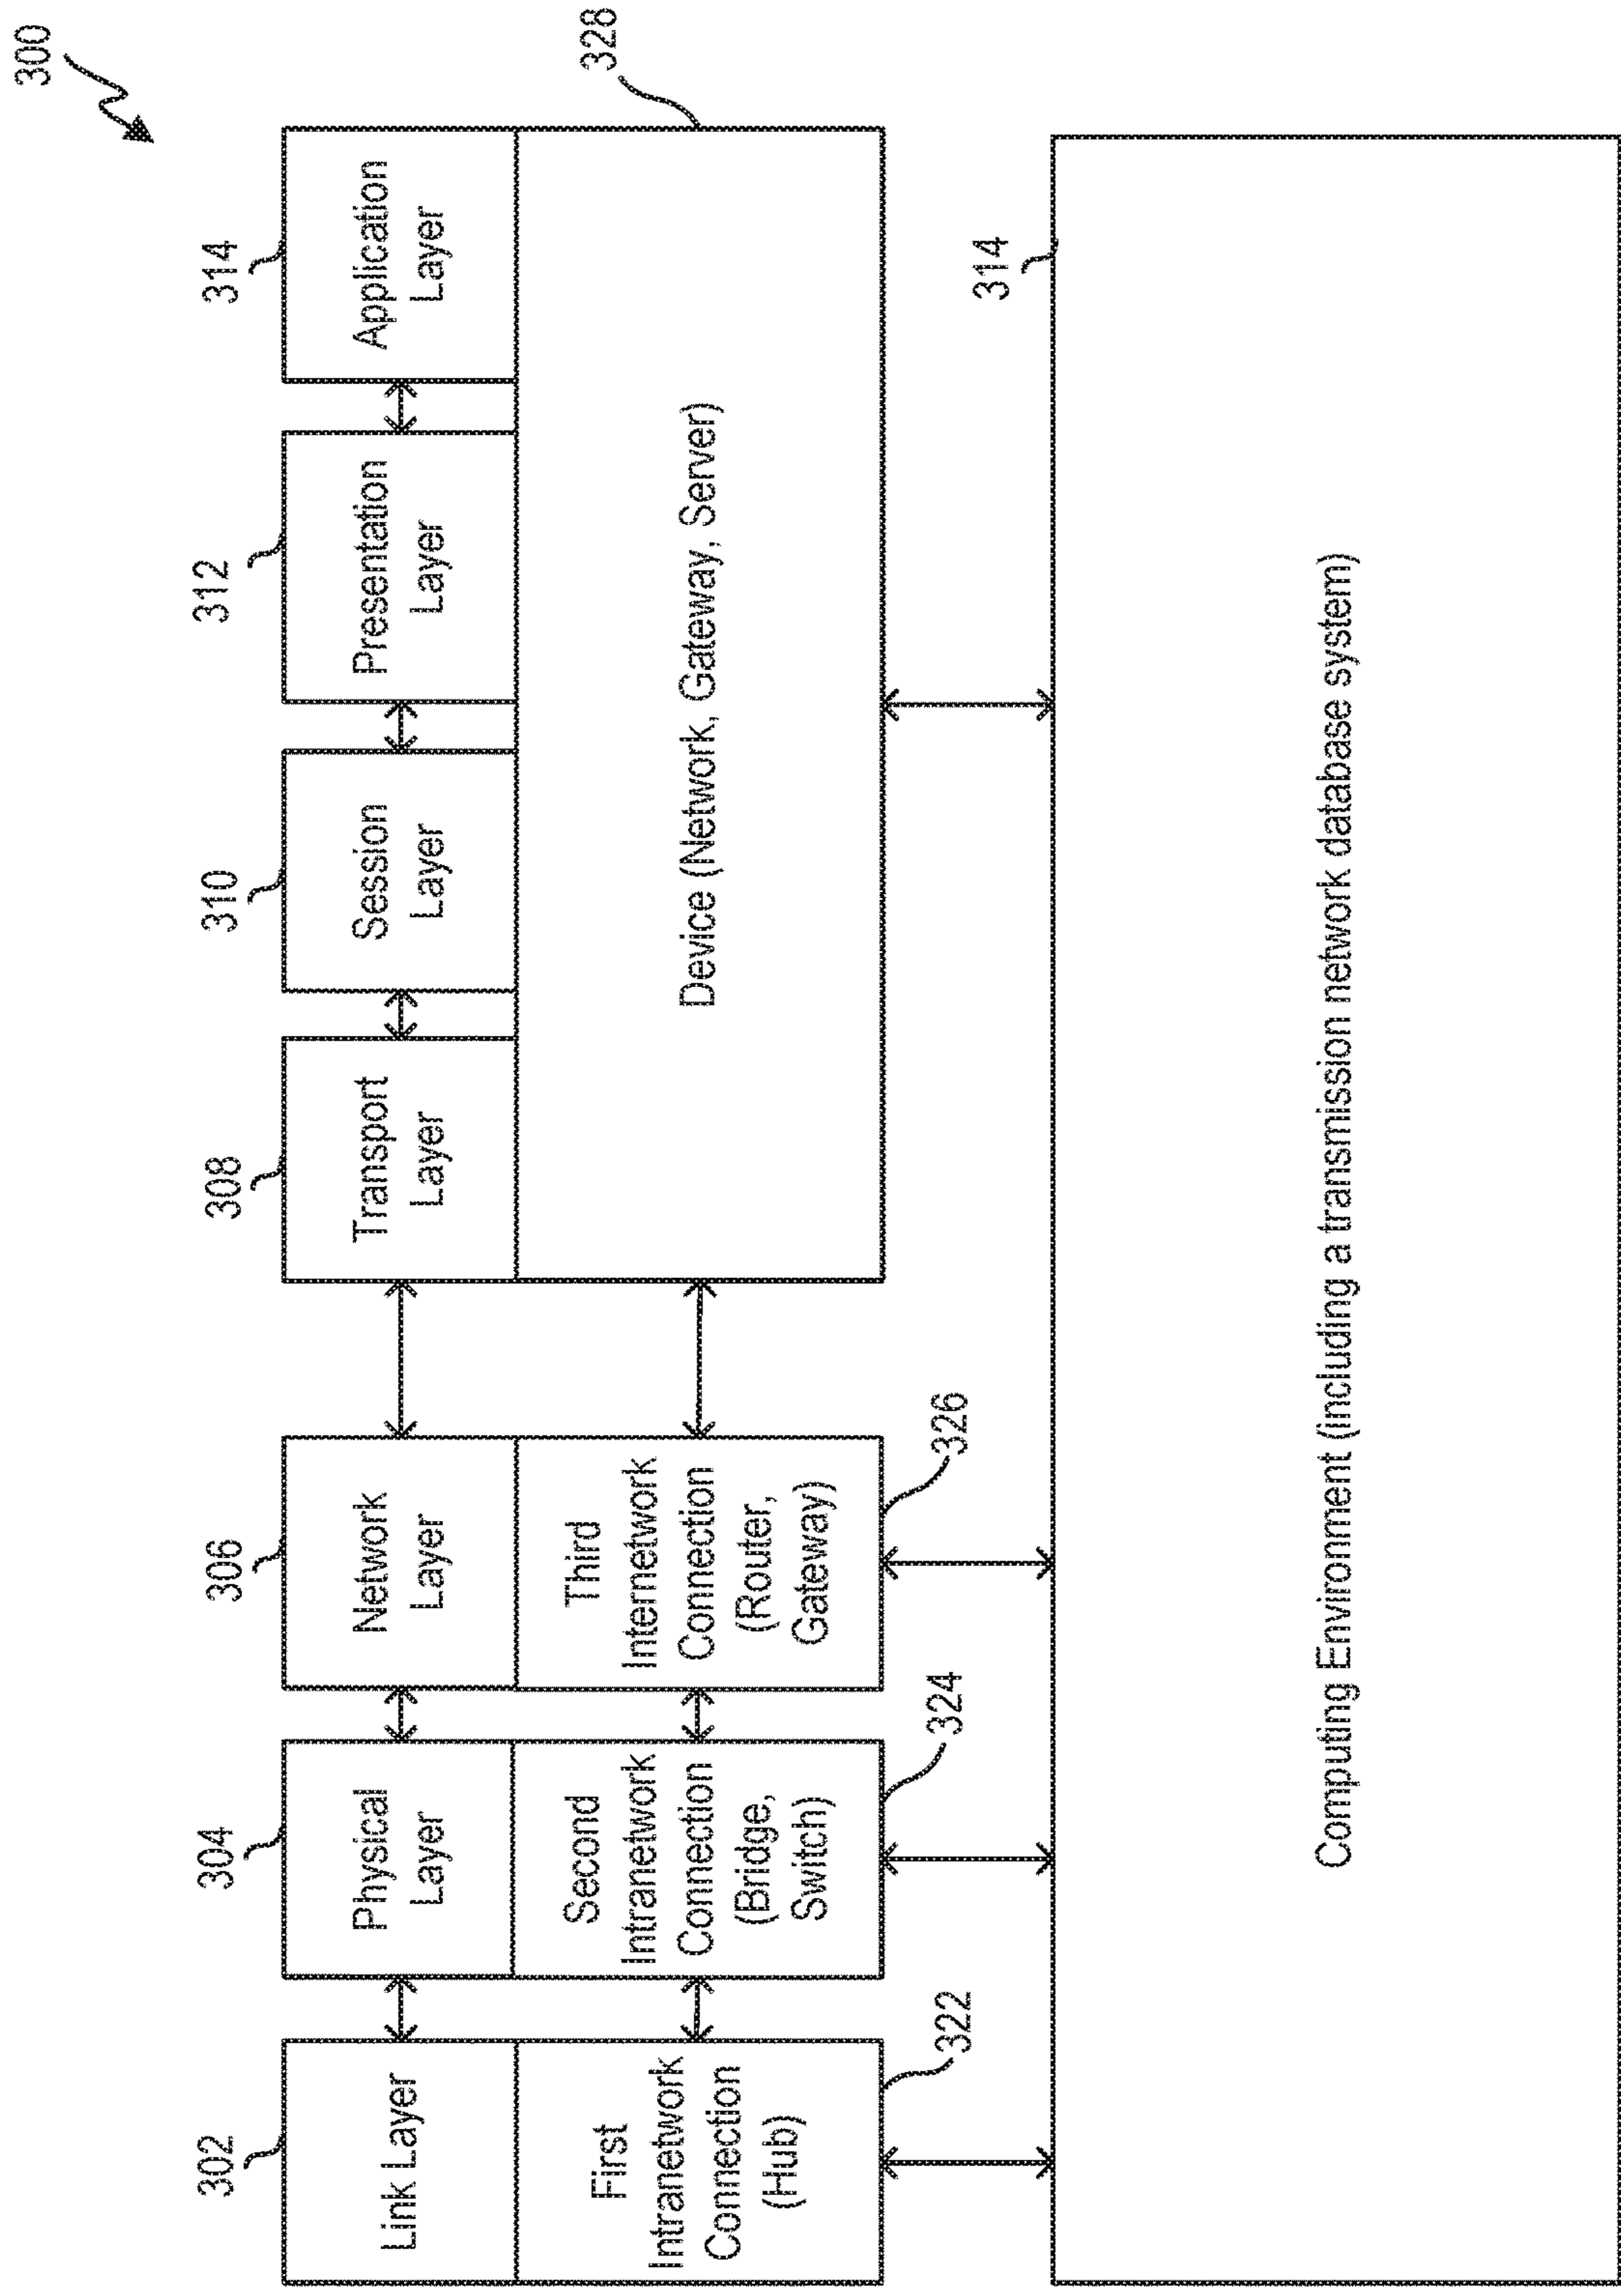 300
302
304
306
308
310
312
314
Link Layer
Physical
Layer
Network
Layer
Transport
Layer
Session
Layer
Presentation
Layer
Application
Layer
First
Intranetwork
Connection
(Hub)
Second
Intranetwork
Connection
(Bridge,
Switch)
Third
Internetwork
Connection
(Router,
Gateway)
Device (Network, Gateway, Server)
328
322
324
326
314
Computing Environment (including a transmission network database system)